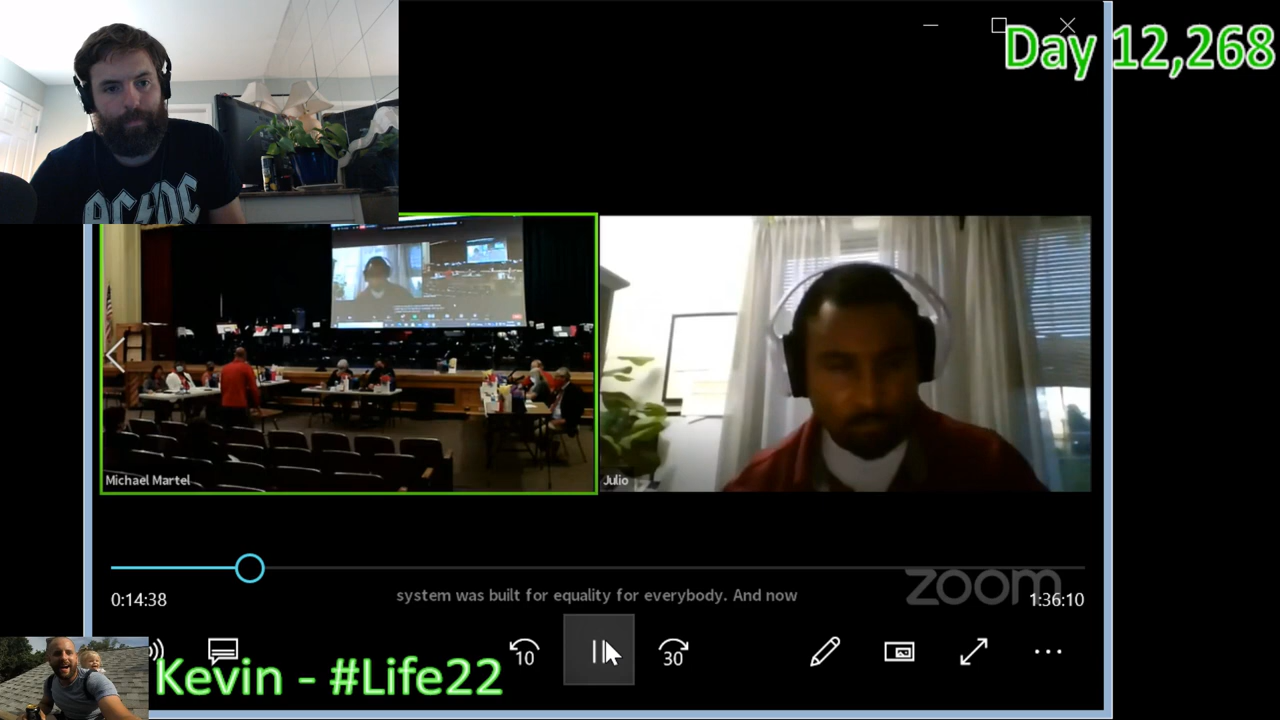 Day 12,268
AC DC
Michael Martel
Julio
zoom
0:14:38
system was built for equality for everybody. And now
1:36:10
10
30
Kevin - #Life22